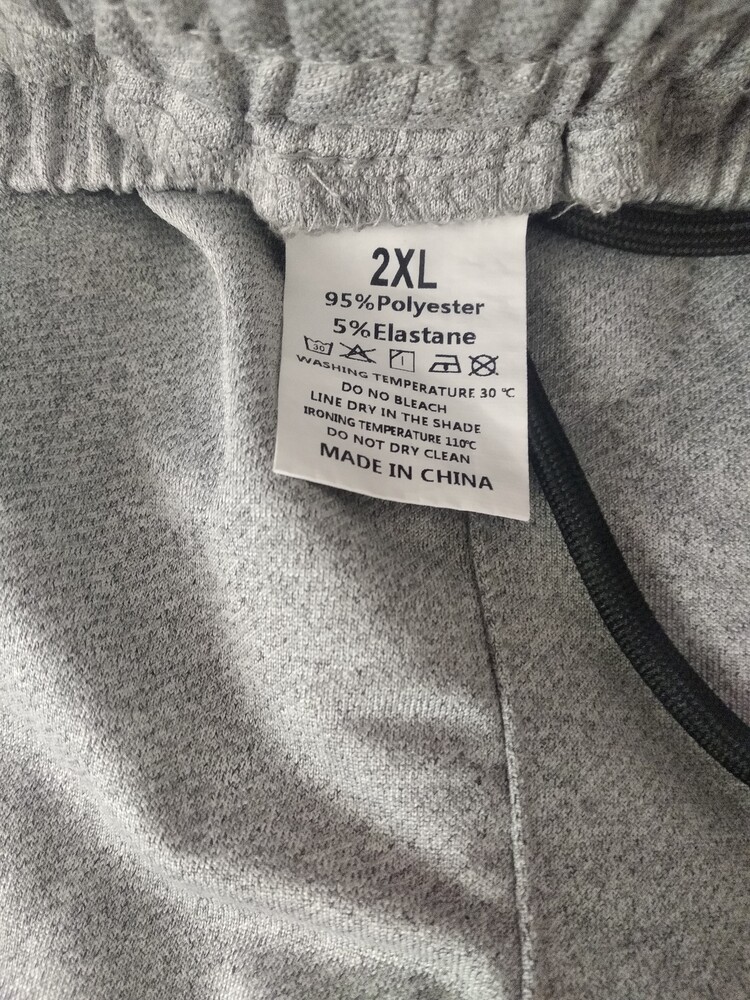 2XL
95%Polyester
5%Elastane
30
WASHING TEMPERATURE 30 °C
DO NO BLEACH
LINE DRY IN THE SHADE
IRONING TEMPERATURE 110°C
DO NOT DRY CLEAN
MADE IN CHINA